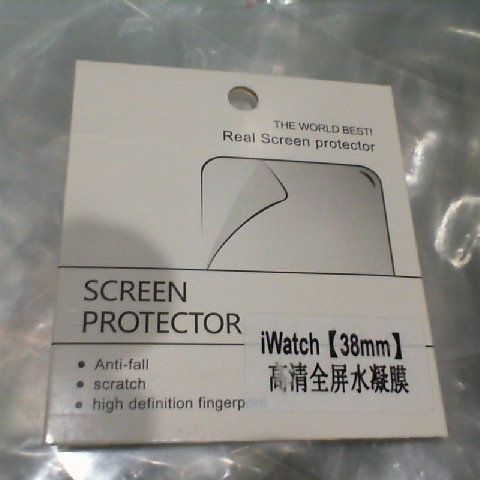 THE WORLD BEST!
Real Screen protector
SCREEN
PROTECTOR
iWatch【38mm】
高清全屏水凝膜
Anti-fall
scratch
high definition fingerprint